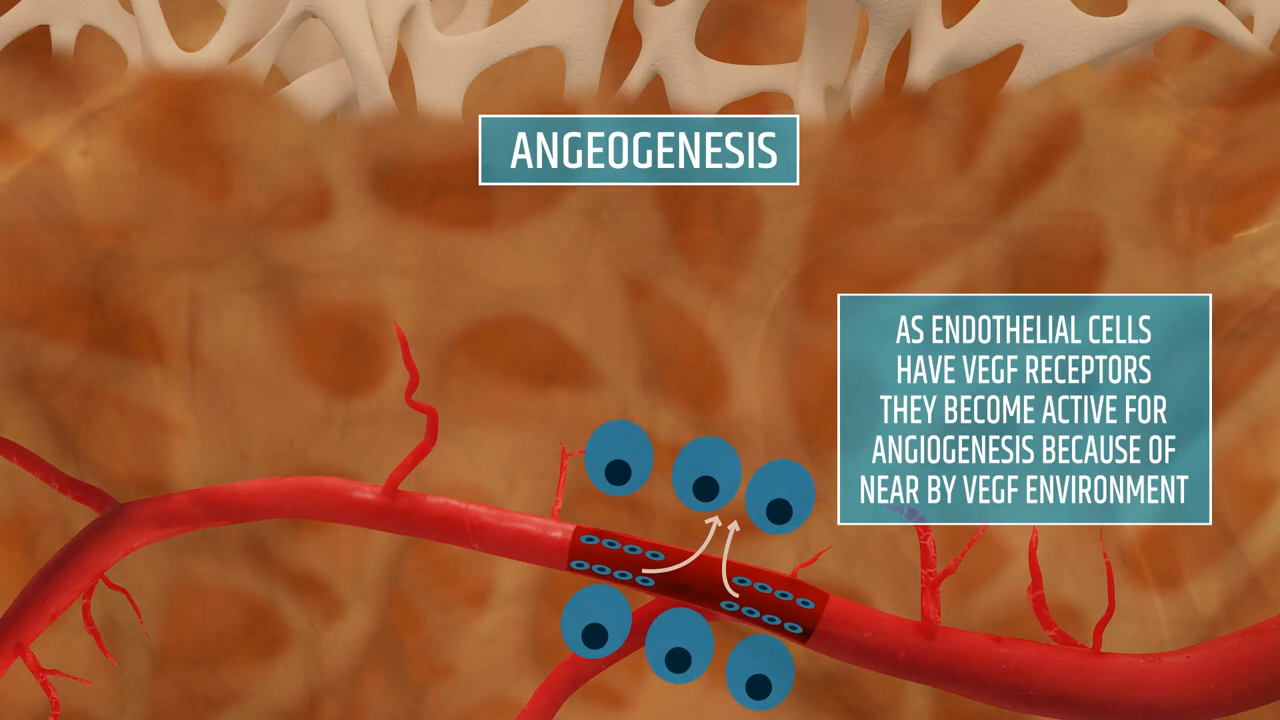 ANGEOGENESIS
AS ENDOTHELIAL CELLS
HAVE VEGF RECEPTORS
THEY BECOME ACTIVE FOR
ANGIOGENESIS BECAUSE OF
NEAR BY VEGF ENVIRONMENT